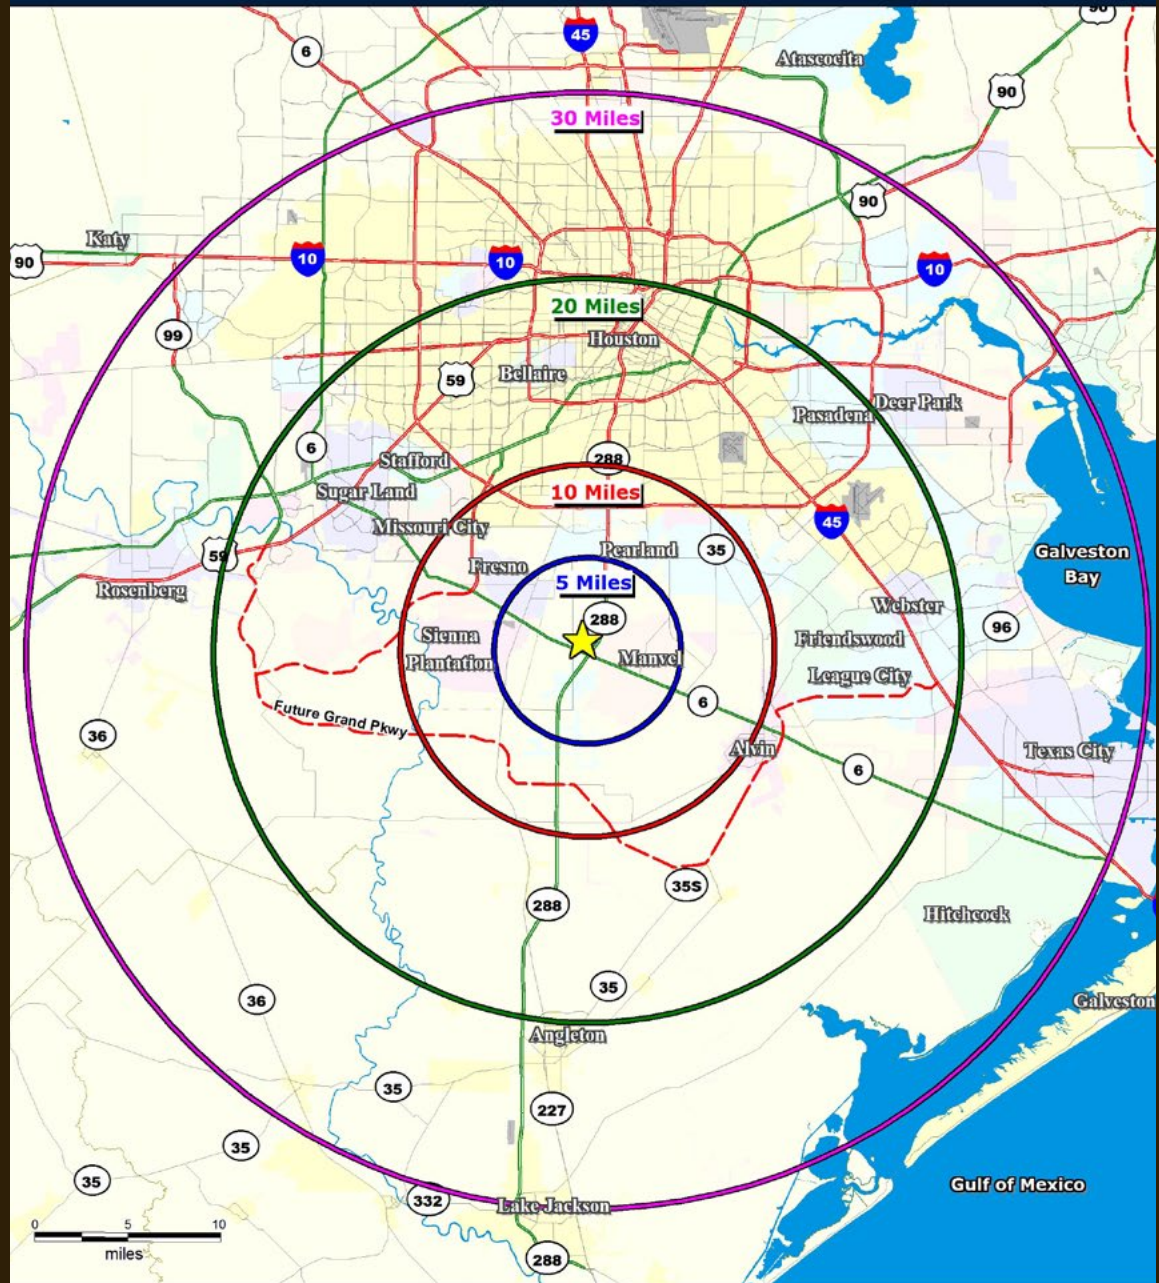 90
45
6
Atascocita
90
30 Miles
90
Katy
90
10
10
10
20 Miles
99
Houston
59
Bellaire
Deer Park
Pasadena
6
288
Stafford
Sugar Land
10 Miles
45
Missouri City
Pearland
35
Galveston
Bay
59
Fresno
5 Miles
Rosenberg
Webster
288
96
Sienna
Plantation
Friendswood
Manvel
League City
6
Future Grand Pkwy
36
Alvin
Texas City
6
35S
288
Hitchcock
35
36
Galveston
Angleton
35
227
35
35
Gulf of Mexico
332
Lake Jackson
0 5 10
miles
288